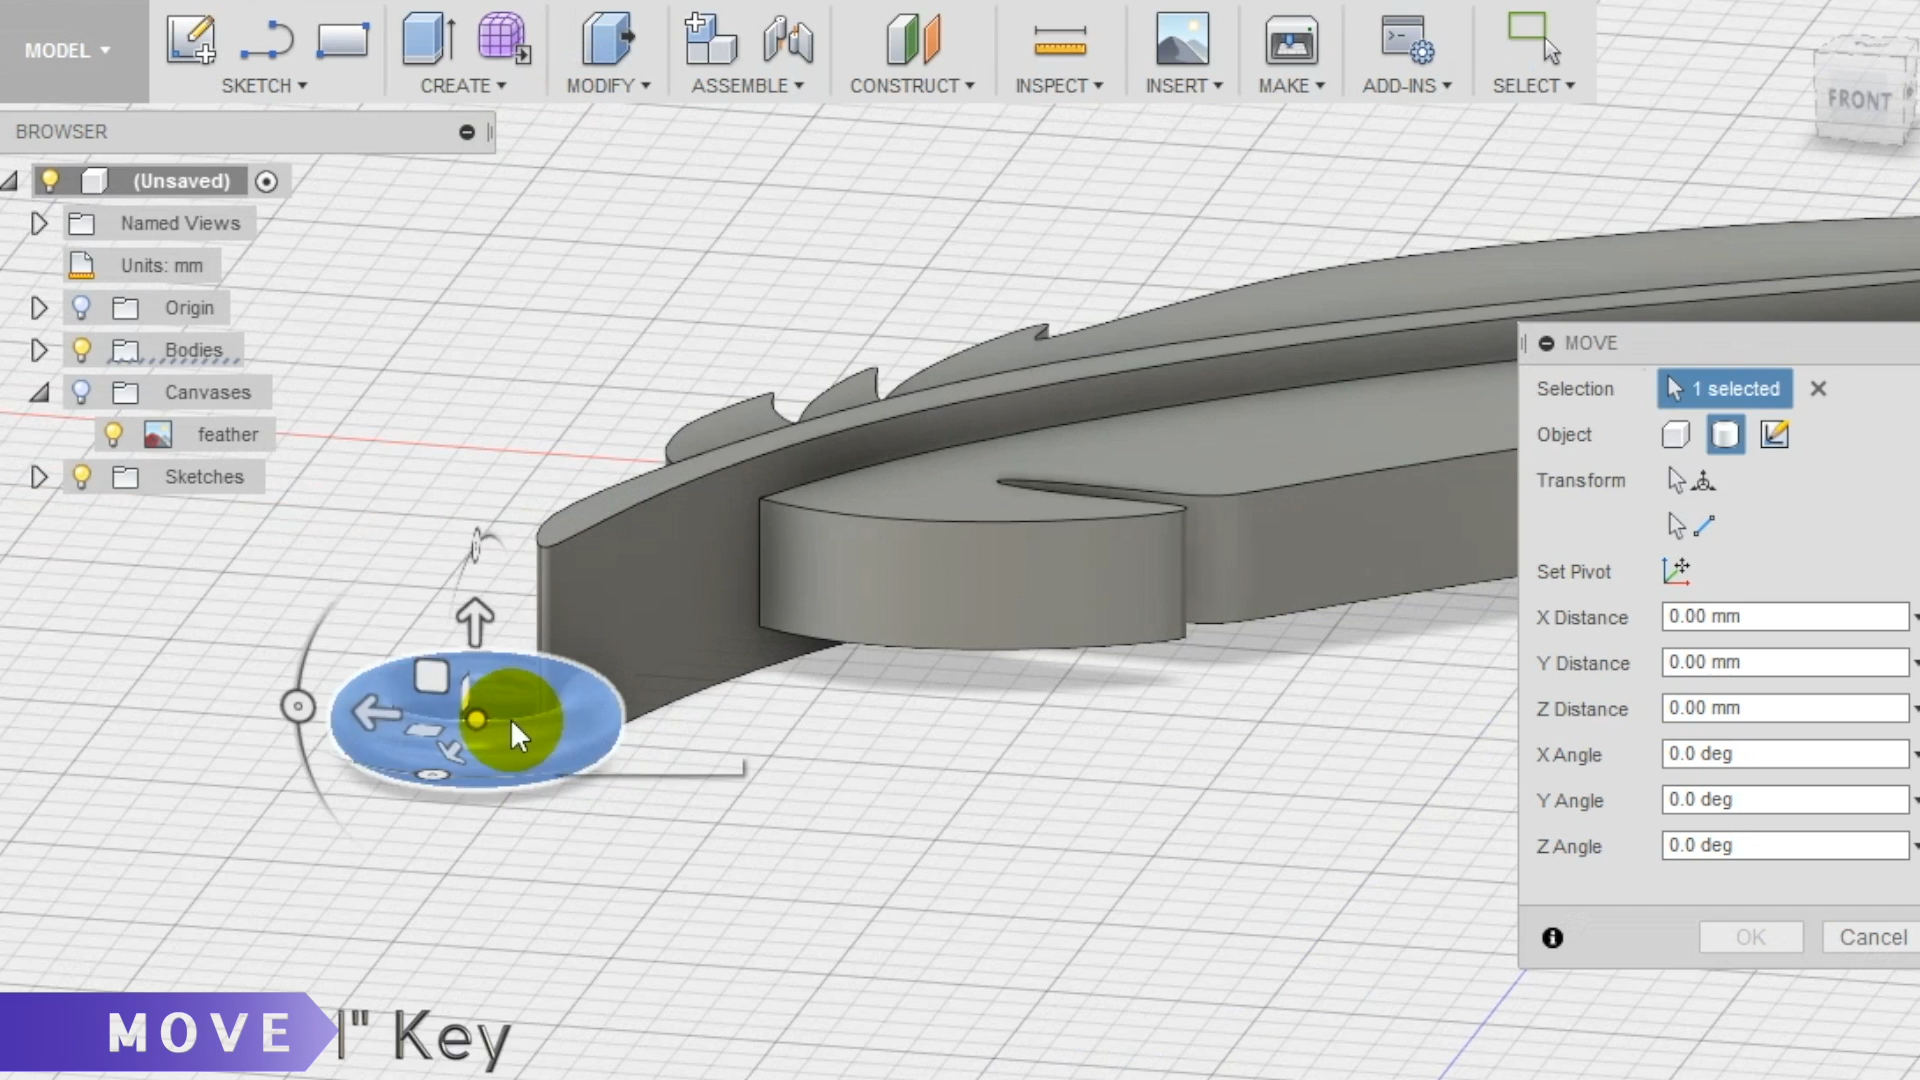 MODEL
SKETCH
CREATE
MODIFY
ASSEMBLE
CONSTRUCT
INSPECT
INSERT
MAKE
ADD-INS
SELECT
FRONT
BROWSER
(Unsaved)
Named Views
Units: mm
Origin
Bodies
Canvases
feather
Sketches
MOVE
Selection 1 selected
Object
Transform
Set Pivot
X Distance 0.00 mm
Y Distance 0.00 mm
Z Distance 0.00 mm
X Angle 0.0 deg
Y Angle 0.0 deg
Z Angle 0.0 deg
OK Cancel
MOVE " Key